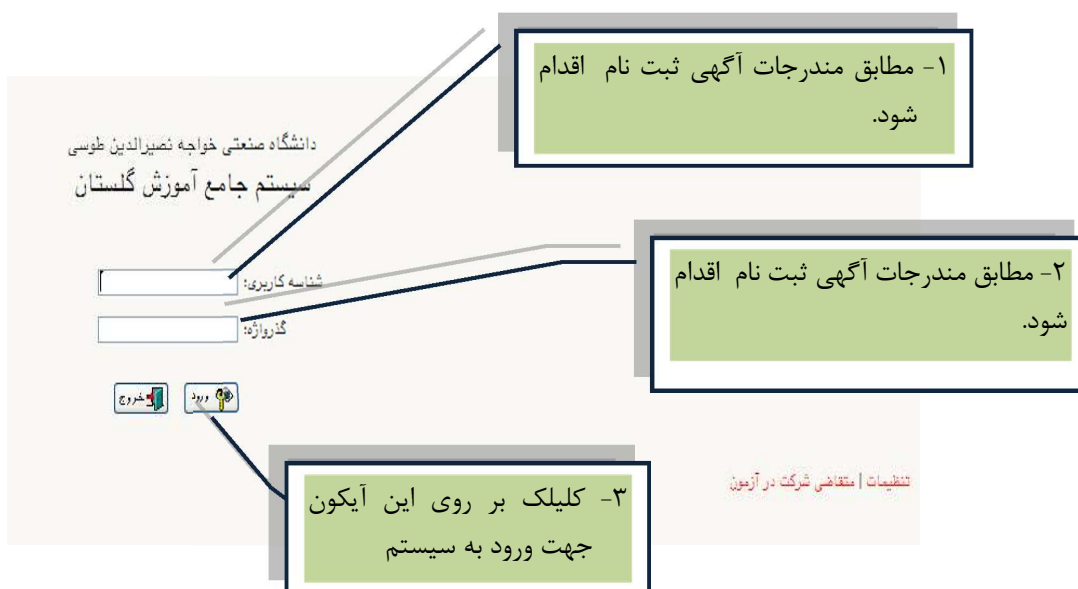 ۱- مطابق مندرجات آگهی ثبت نام اقدام
شود.
دانشگاه صنعتی خواجه نصیرالدین طوسی
سیستم جامع آموزش گلستان
شناسه کاربری:
۲- مطابق مندرجات آگهی ثبت نام اقدام
شود.
گذرواژه:
ورود
خروج
۳- کلیلک بر روی این آیکون
جهت ورود به سیستم
تنظیمات | متقاضی شرکت در آزمون